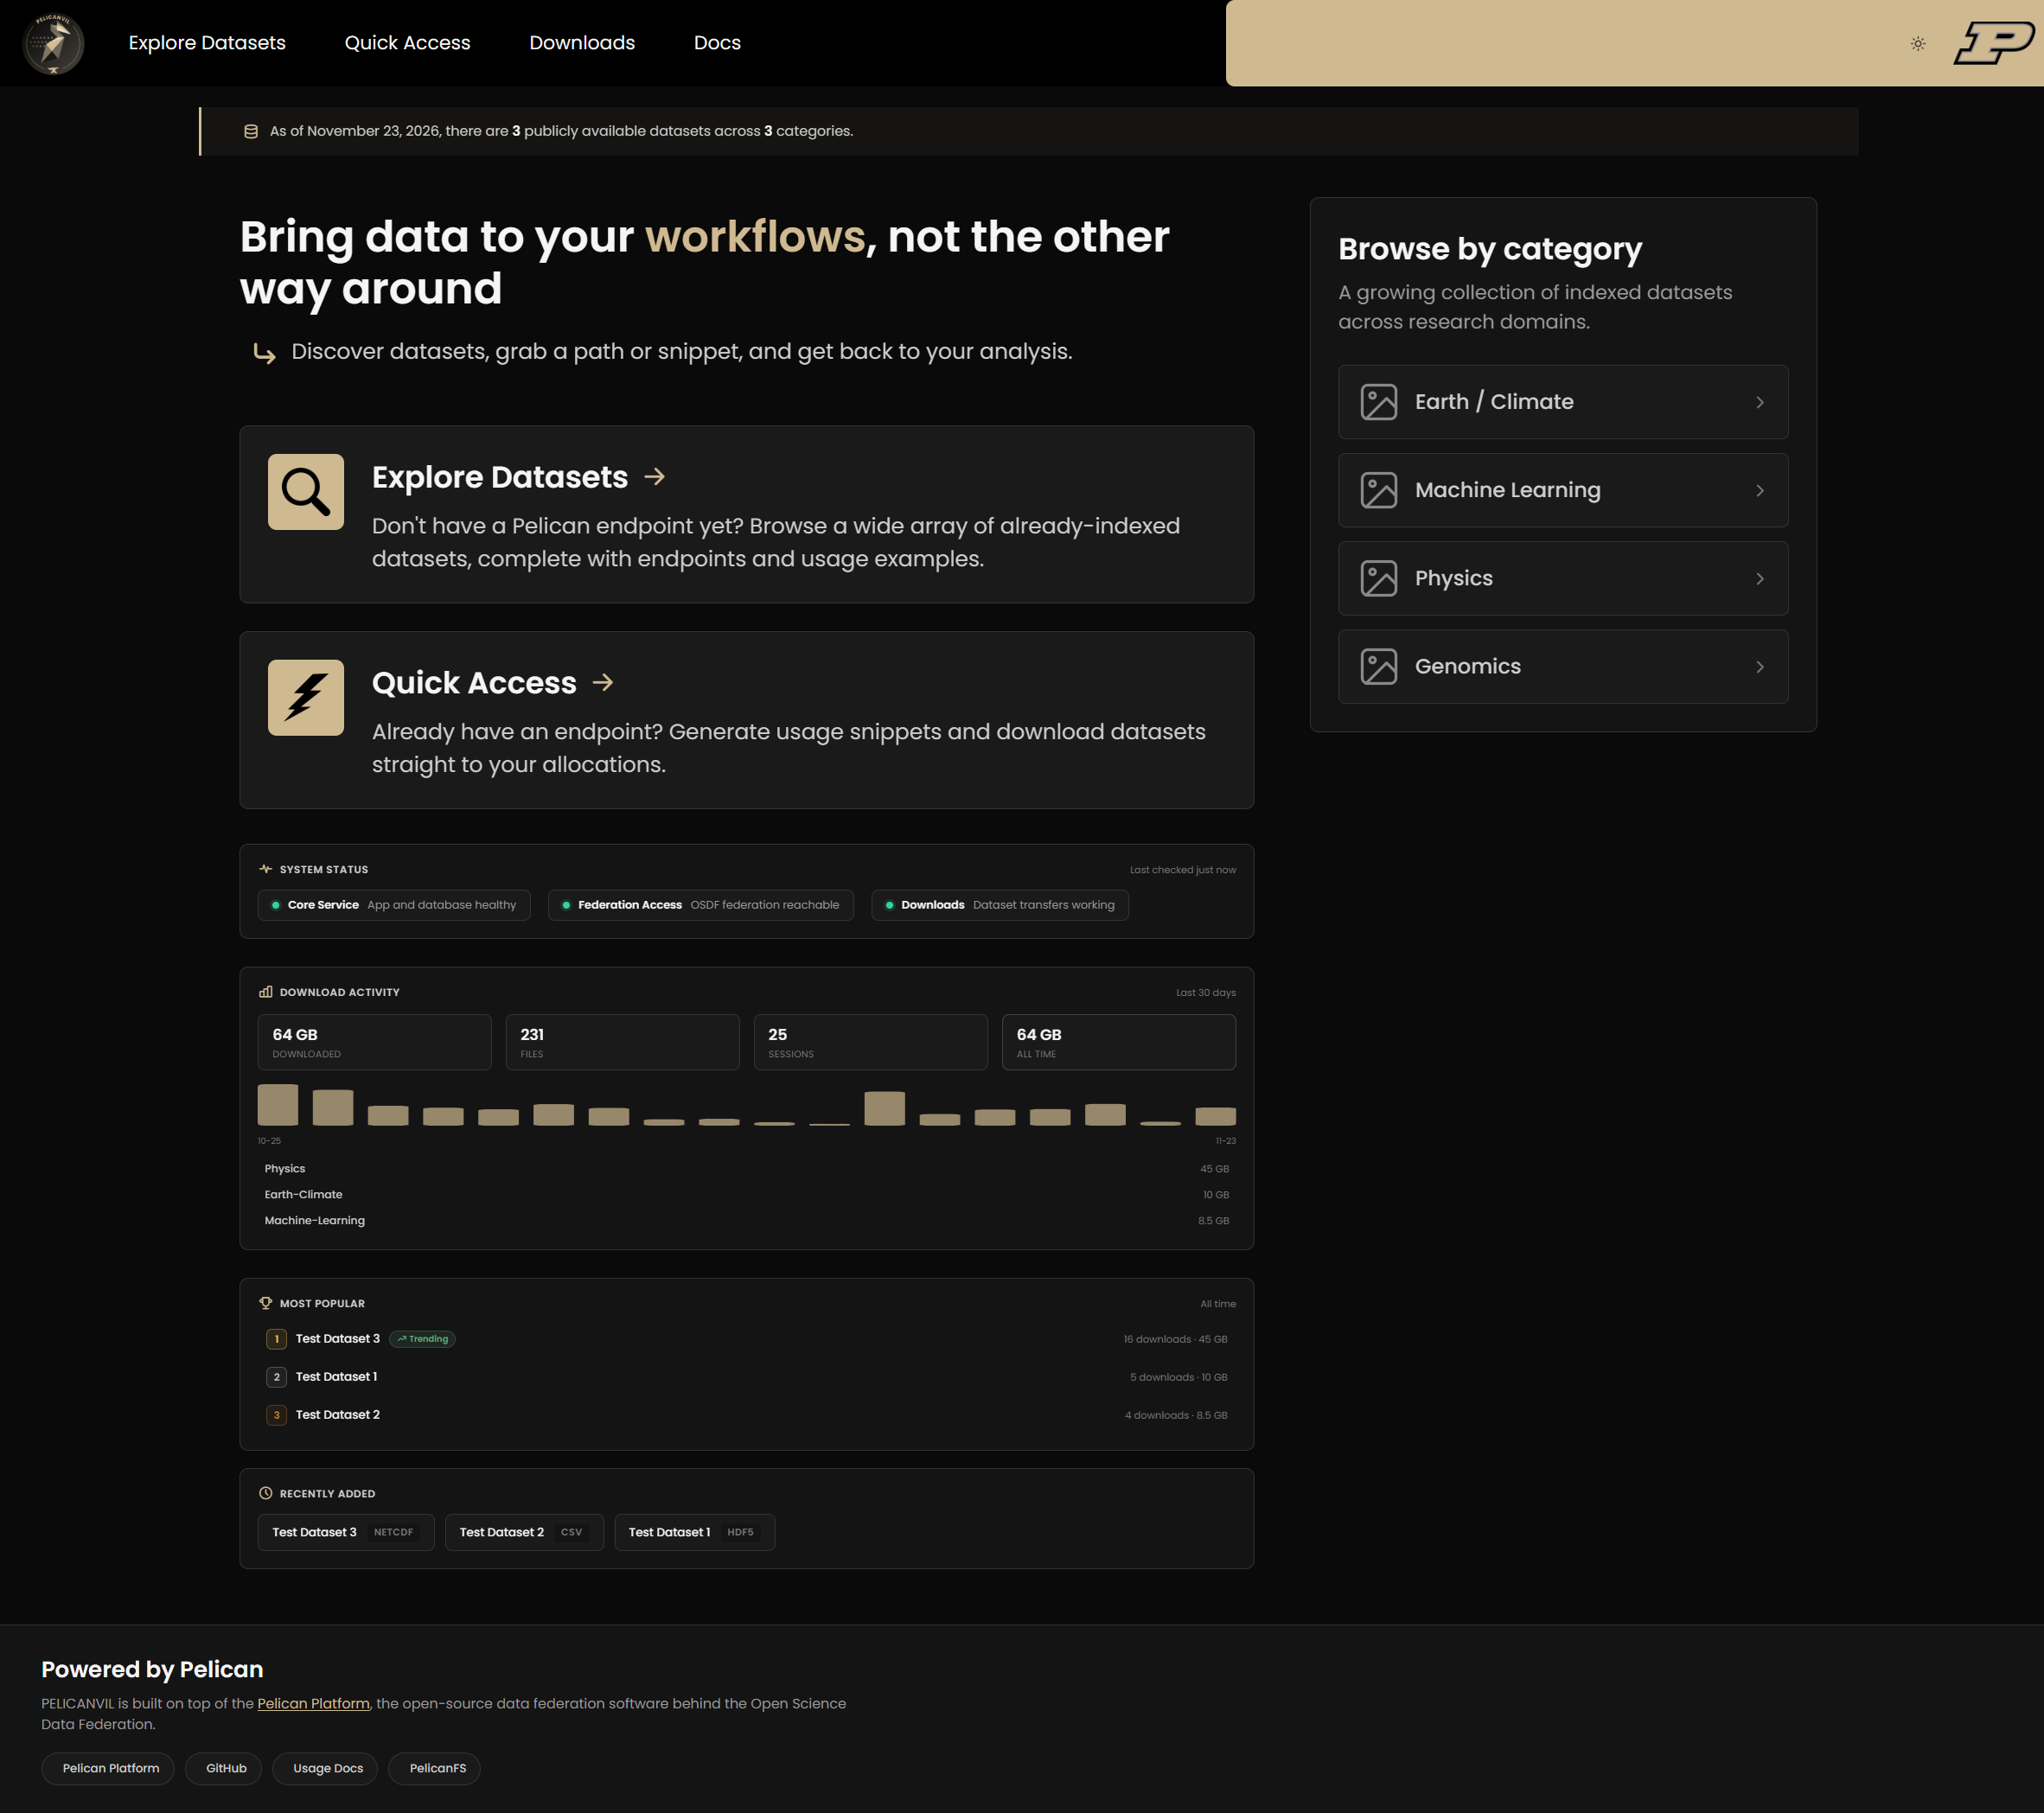 PELICANVIL
Explore Datasets
Quick Access
Downloads
Docs
As of November 23, 2026, there are 3 publicly available datasets across 3 categories.
Bring data to your workflows, not the other
way around
Discover datasets, grab a path or snippet, and get back to your analysis.
Explore Datasets
Don't have a Pelican endpoint yet? Browse a wide array of already-indexed
datasets, complete with endpoints and usage examples.
Quick Access
Already have an endpoint? Generate usage snippets and download datasets
straight to your allocations.
SYSTEM STATUS
Last checked just now
Core Service App and database healthy
Federation Access OSDF federation reachable
Downloads Dataset transfers working
DOWNLOAD ACTIVITY
Last 30 days
64 GB
DOWNLOADED
231
FILES
25
SESSIONS
64 GB
ALL TIME
10-25
11-23
Physics
45 GB
Earth-Climate
10 GB
Machine-Learning
8.5 GB
MOST POPULAR
All time
1 Test Dataset 3 Trending
16 downloads · 45 GB
2 Test Dataset 1
5 downloads · 10 GB
3 Test Dataset 2
4 downloads · 8.5 GB
RECENTLY ADDED
Test Dataset 3 NETCDF
Test Dataset 2 CSV
Test Dataset 1 HDF5
Browse by category
A growing collection of indexed datasets
across research domains.
Earth / Climate
Machine Learning
Physics
Genomics
Powered by Pelican
PELICANVIL is built on top of the Pelican Platform, the open-source data federation software behind the Open Science
Data Federation.
Pelican Platform
GitHub
Usage Docs
PelicanFS
P